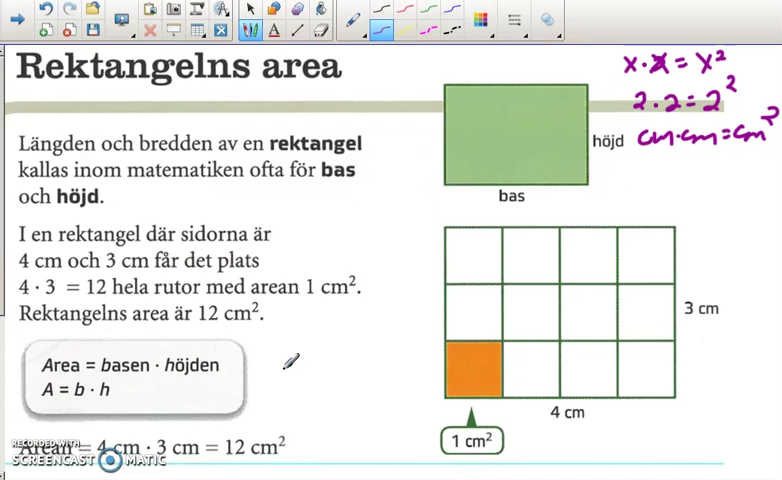 Rektangelns area
x · x = x²
2 · 2 = 2²
cm · cm = cm²
Längden och bredden av en rektangel
kallas inom matematiken ofta för bas
och höjd.
höjd
bas
I en rektangel där sidorna är
4 cm och 3 cm får det plats
4 · 3 = 12 hela rutor med arean 1 cm².
Rektangelns area är 12 cm².
3 cm
4 cm
1 cm²
Area = basen · höjden
A = b · h
Arean = 4 cm · 3 cm = 12 cm²
RECORDED WITH
SCREENCAST MATIC